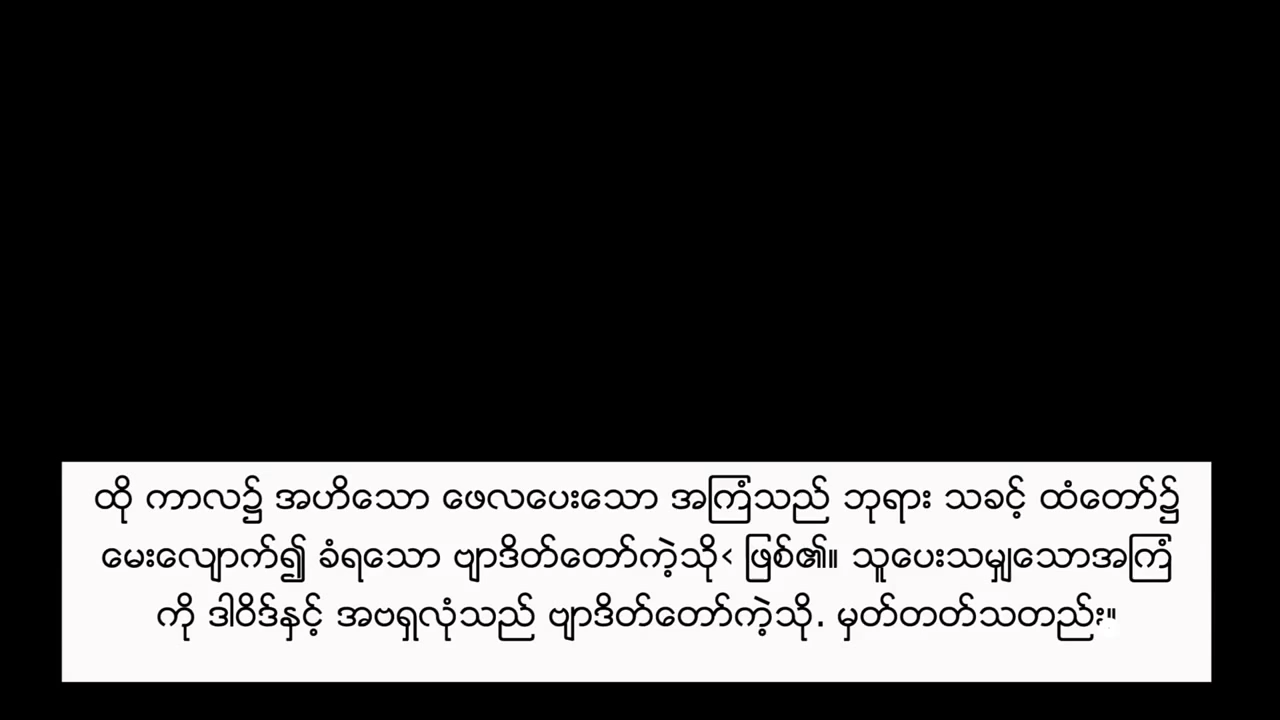 ထို ကာလ၌ အဟိသော ဖေလပေးသော အကြံသည် ဘုရား သခင့် ထံတော်၌
မေးလျောက်၍ ခံရသော ဗျာဒိတ်တော်ကဲ့သို< ဖြစ်၏။ သူပေးသမျှသောအကြံ
ကို ဒါဝိဒ်နှင့် အဗရှလုံသည် ဗျာဒိတ်တော်ကဲ့သို. မှတ်တတ်သတည်း။